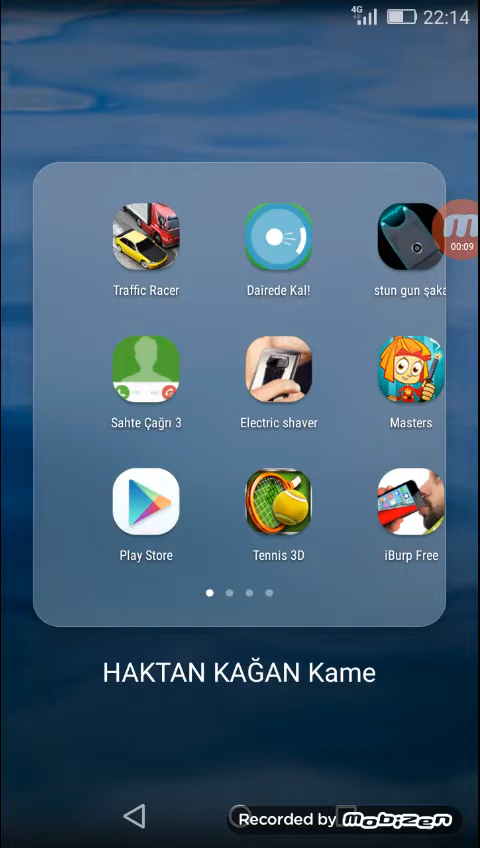 4G 22:14
00:09
Traffic Racer
Dairede Kal!
stun gun şaka
Sahte Çağrı 3
Electric shaver
Masters
Play Store
Tennis 3D
iBurp Free
HAKTAN KAĞAN Kame
Recorded by Mobizen